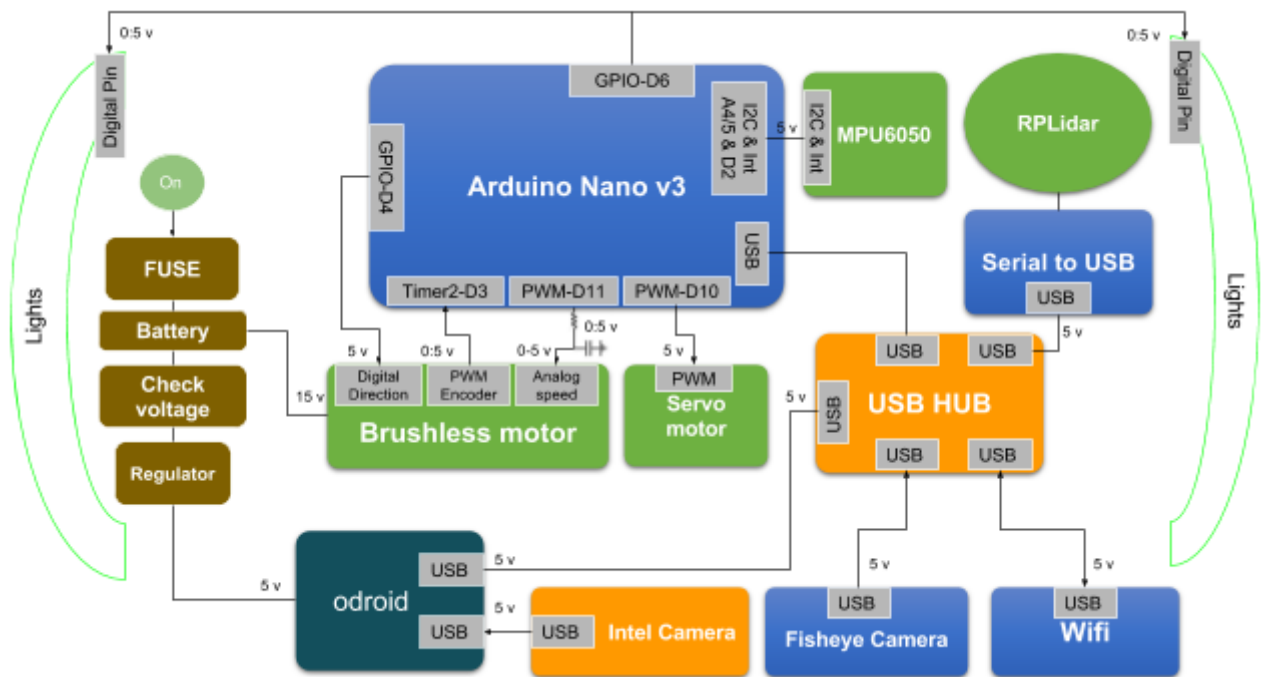 0:5 v
0:5 v
Digital Pin
Digital Pin
GPIO-D6
I2C & Int
A4/5 & D2
5 v
I2C & Int
MPU6050
RPLidar
GPIO-D4
Arduino Nano v3
On
USB
Serial to USB
USB
FUSE
Timer2-D3
PWM-D11
PWM-D10
Lights
Lights
Battery
0:5 v
5 v
5 v
0:5 v
0-5 v
5 v
USB
USB
Check
voltage
15 v
Digital
Direction
PWM
Encoder
Analog
speed
PWM
Servo
motor
5 v
USB
USB HUB
Brushless motor
USB
USB
Regulator
5 v
odroid
USB
5 v
5 v
5 v
USB
5 v
USB
Intel Camera
USB
Fisheye Camera
USB
Wifi